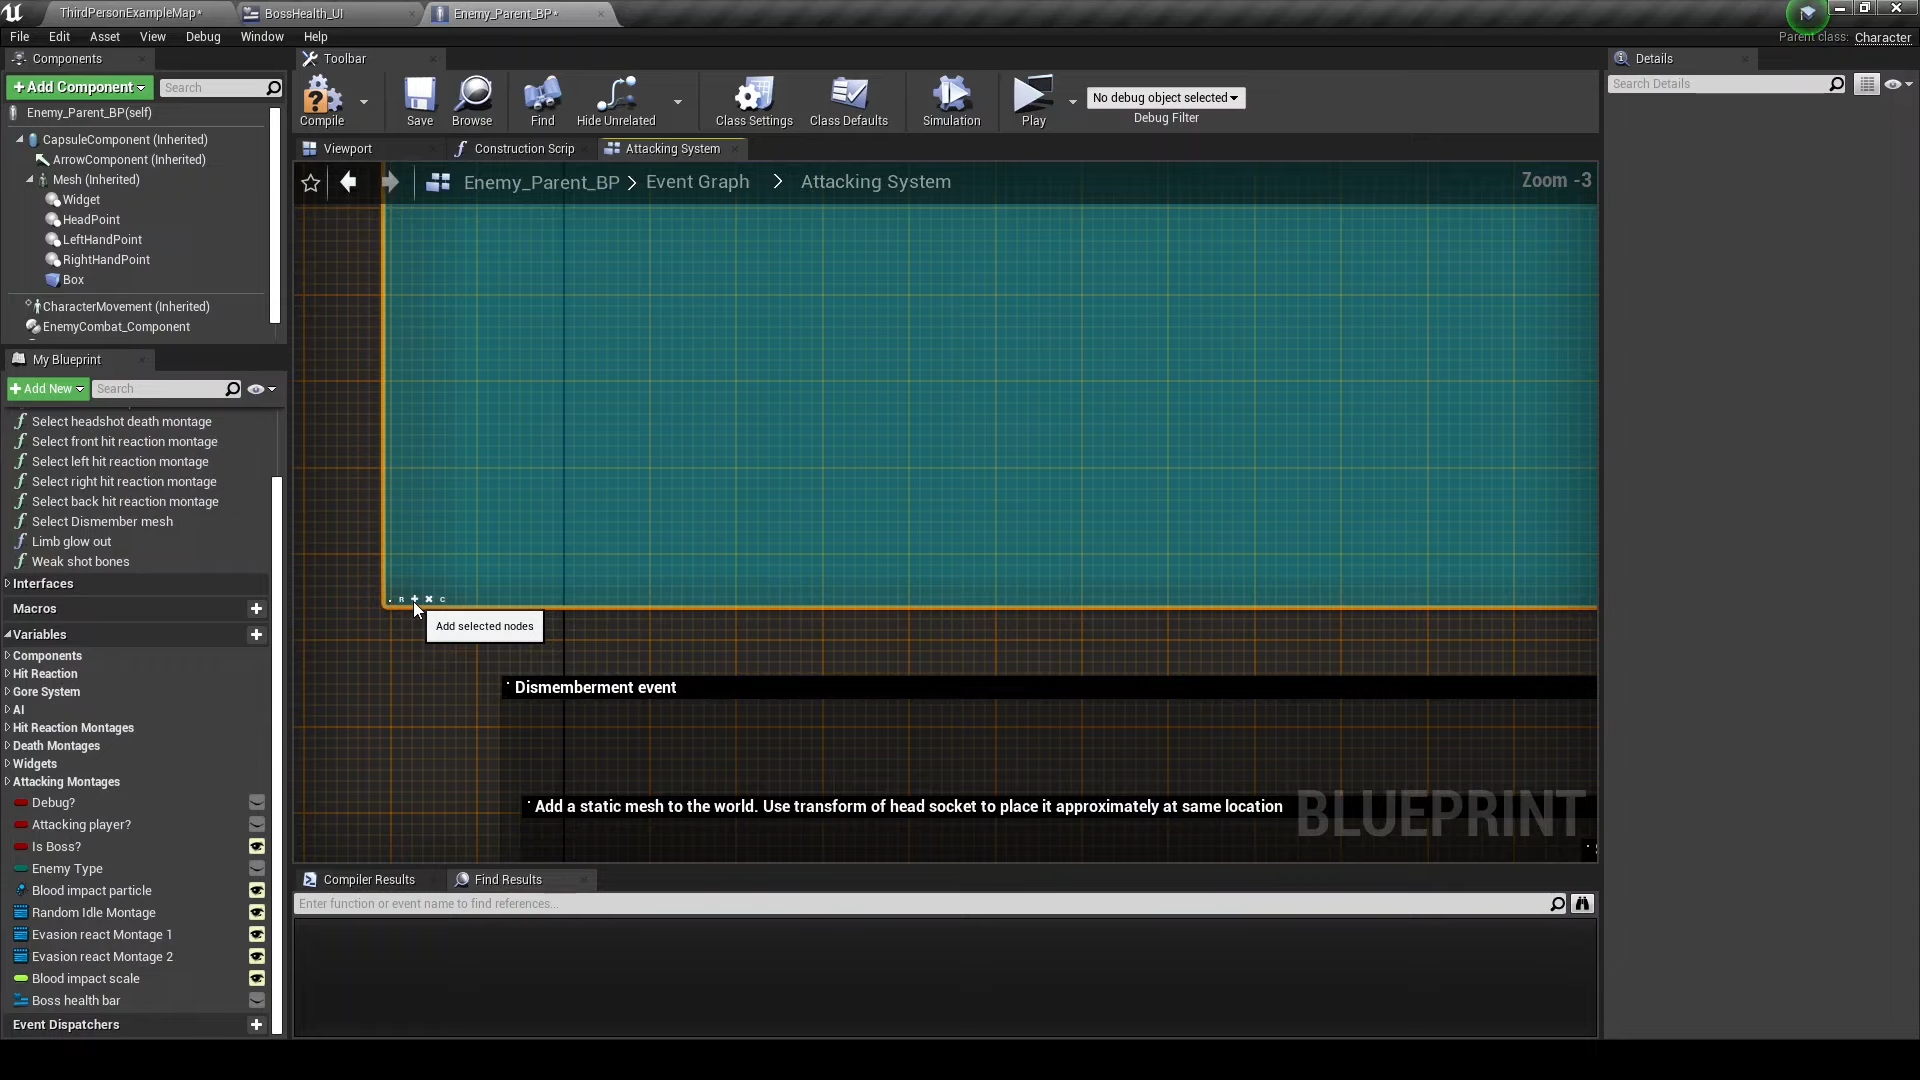 ThirdPersonExampleMap*
BossHealth_UI
Enemy_Parent_BP*
File
Edit
Asset
View
Debug
Window
Help
Parent class:
Character
Components
Toolbar
Details
+Add Component
Search
Search Details
Enemy_Parent_BP(self)
Compile
Save
Browse
Find
Hide Unrelated
Class Settings
Class Defaults
Simulation
Play
No debug object selected
Debug Filter
CapsuleComponent (Inherited)
ArrowComponent (Inherited)
Mesh (Inherited)
Widget
HeadPoint
LeftHandPoint
RightHandPoint
Box
CharacterMovement (Inherited)
EnemyCombat_Component
Viewport
Construction Scrip
Attacking System
Enemy_Parent_BP
Event Graph
Attacking System
Zoom -3
My Blueprint
+Add New
Search
Select headshot death montage
Select front hit reaction montage
Select left hit reaction montage
Select right hit reaction montage
Select back hit reaction montage
Select Dismember mesh
Limb glow out
Weak shot bones
Interfaces
Macros
Variables
Components
Hit Reaction
Gore System
AI
Hit Reaction Montages
Death Montages
Widgets
Attacking Montages
Debug?
Attacking player?
Is Boss?
Enemy Type
Blood impact particle
Random Idle Montage
Evasion react Montage 1
Evasion react Montage 2
Blood impact scale
Boss health bar
Event Dispatchers
R
C
Add selected nodes
Dismemberment event
Add a static mesh to the world. Use transform of head socket to place it approximately at same location
BLUEPRINT
Compiler Results
Find Results
Enter function or event name to find references...